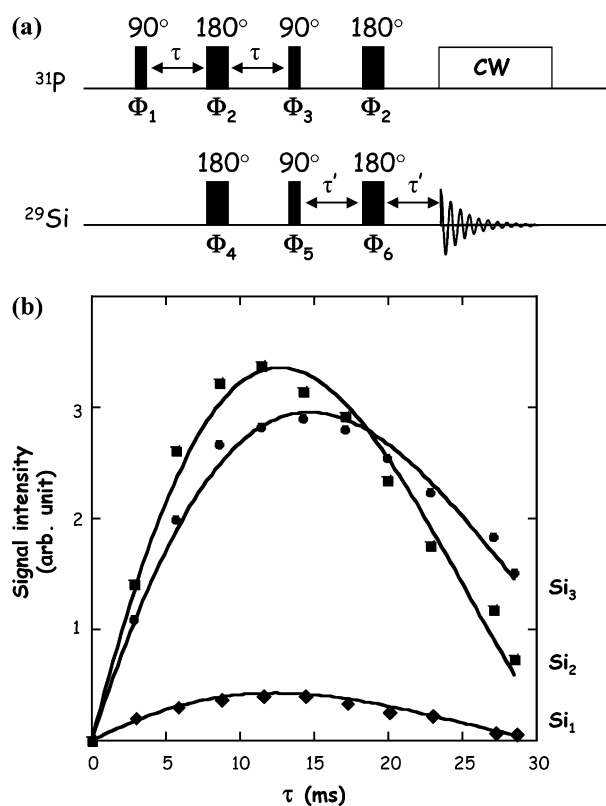 (a)
90° τ 180° τ 90° 180°
³¹P CW
Φ₁ Φ₂ Φ₃ Φ₂
180° 90° τ' 180° τ'
²⁹Si
Φ₄ Φ₅ Φ₆
(b)
Signal intensity
(arb. unit)
3
2
1
0 5 10 15 20 25 30
τ (ms)
Si₃
Si₂
Si₁